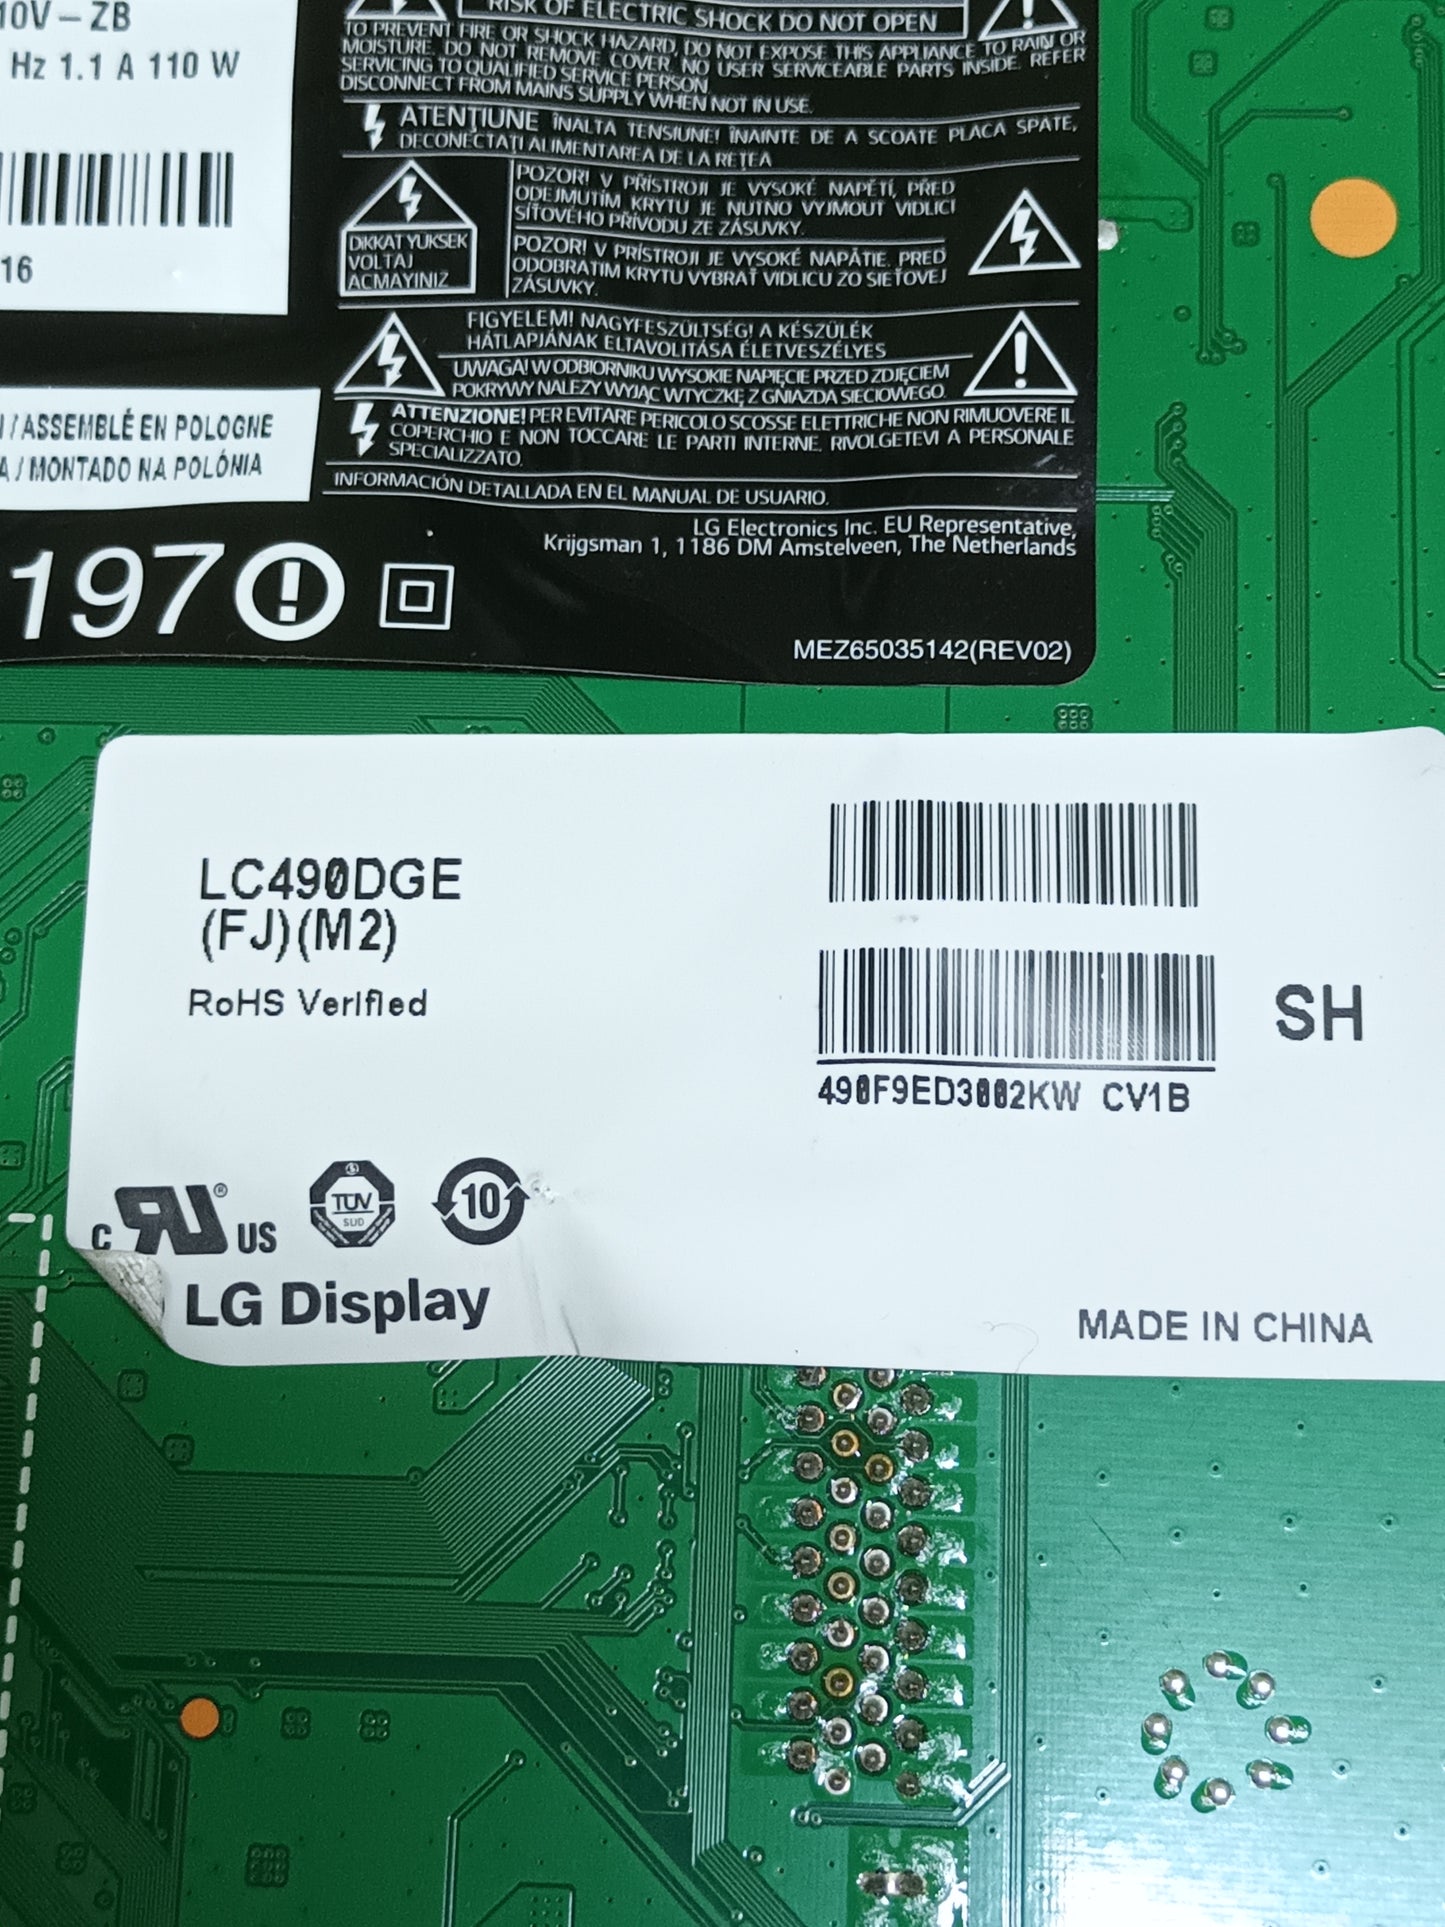 10V – ZB
Hz 1.1 A 110 W
16
/ ASSEMBLÉ EN POLOGNE
A / MONTADO NA POLÓNIA
197
RISK OF ELECTRIC SHOCK DO NOT OPEN
TO PREVENT FIRE OR SHOCK HAZARD, DO NOT EXPOSE THIS APPLIANCE TO RAIN OR
MOISTURE. DO NOT REMOVE COVER. NO USER SERVICEABLE PARTS INSIDE. REFER
SERVICING TO QUALIFIED SERVICE PERSON.
DISCONNECT FROM MAINS SUPPLY WHEN NOT IN USE.
ATENȚIUNE ÎNALTA TENSIUNE! ÎNAINTE DE A SCOATE PLACA SPATE,
DECONECTAȚI ALIMENTAREA DE LA REȚEA
DIKKAT YÜKSEK
VOLTAJ
ACMAYINIZ
POZOR! V PŘÍSTROJI JE VYSOKÉ NAPĚTÍ, PŘED
ODEJMUTÍM KRYTU JE NUTNO VYJMOUT VIDLICI
SÍŤOVÉHO PŘÍVODU ZE ZÁSUVKY.
POZOR! V PRÍSTROJI JE VYSOKÉ NAPÄTIE. PRED
ODOBRATIM KRYTU VYBRAŤ VIDLICU ZO SIEŤOVEJ
ZÁSUVKY.
FIGYELEM! NAGYFESZÜLTSÉG! A KÉSZÜLÉK
HÁTLAPJÁNAK ELTAVOLITÁSA ÉLETVESZÉLYES
UWAGA! W ODBIORNIKU WYSOKIE NAPIĘCIE PRZED ZDJĘCIEM
POKRYWY NALEZY WYJĄC WTYCZKĘ Z GNIAZDA SIECIOWEGO.
ATTENZIONE! PER EVITARE PERICOLO SCOSSE ELETTRICHE NON RIMUOVERE IL
COPERCHIO E NON TOCCARE LE PARTI INTERNE. RIVOLGETEVI A PERSONALE
SPECIALIZZATO.
INFORMACIÓN DETALLADA EN EL MANUAL DE USUARIO.
LG Electronics Inc. EU Representative,
Krijgsman 1, 1186 DM Amstelveen, The Netherlands
MEZ65035142(REV02)
LC490DGE
(FJ)(M2)
RoHS Verified
490F9ED3002KW CV1B
SH
c RU ® US
TÜV
SUD
10
LG Display
MADE IN CHINA